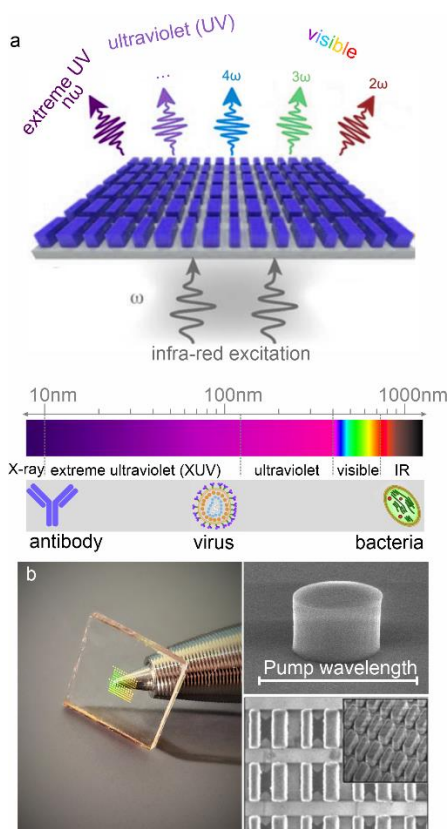 a
ultraviolet (UV)
visible
extreme UV
nω
...
4ω
3ω
2ω
ω
infra-red excitation
10nm
100nm
1000nm
X-ray
extreme ultraviolet (XUV)
ultraviolet
visible
IR
antibody
virus
bacteria
b
Pump wavelength